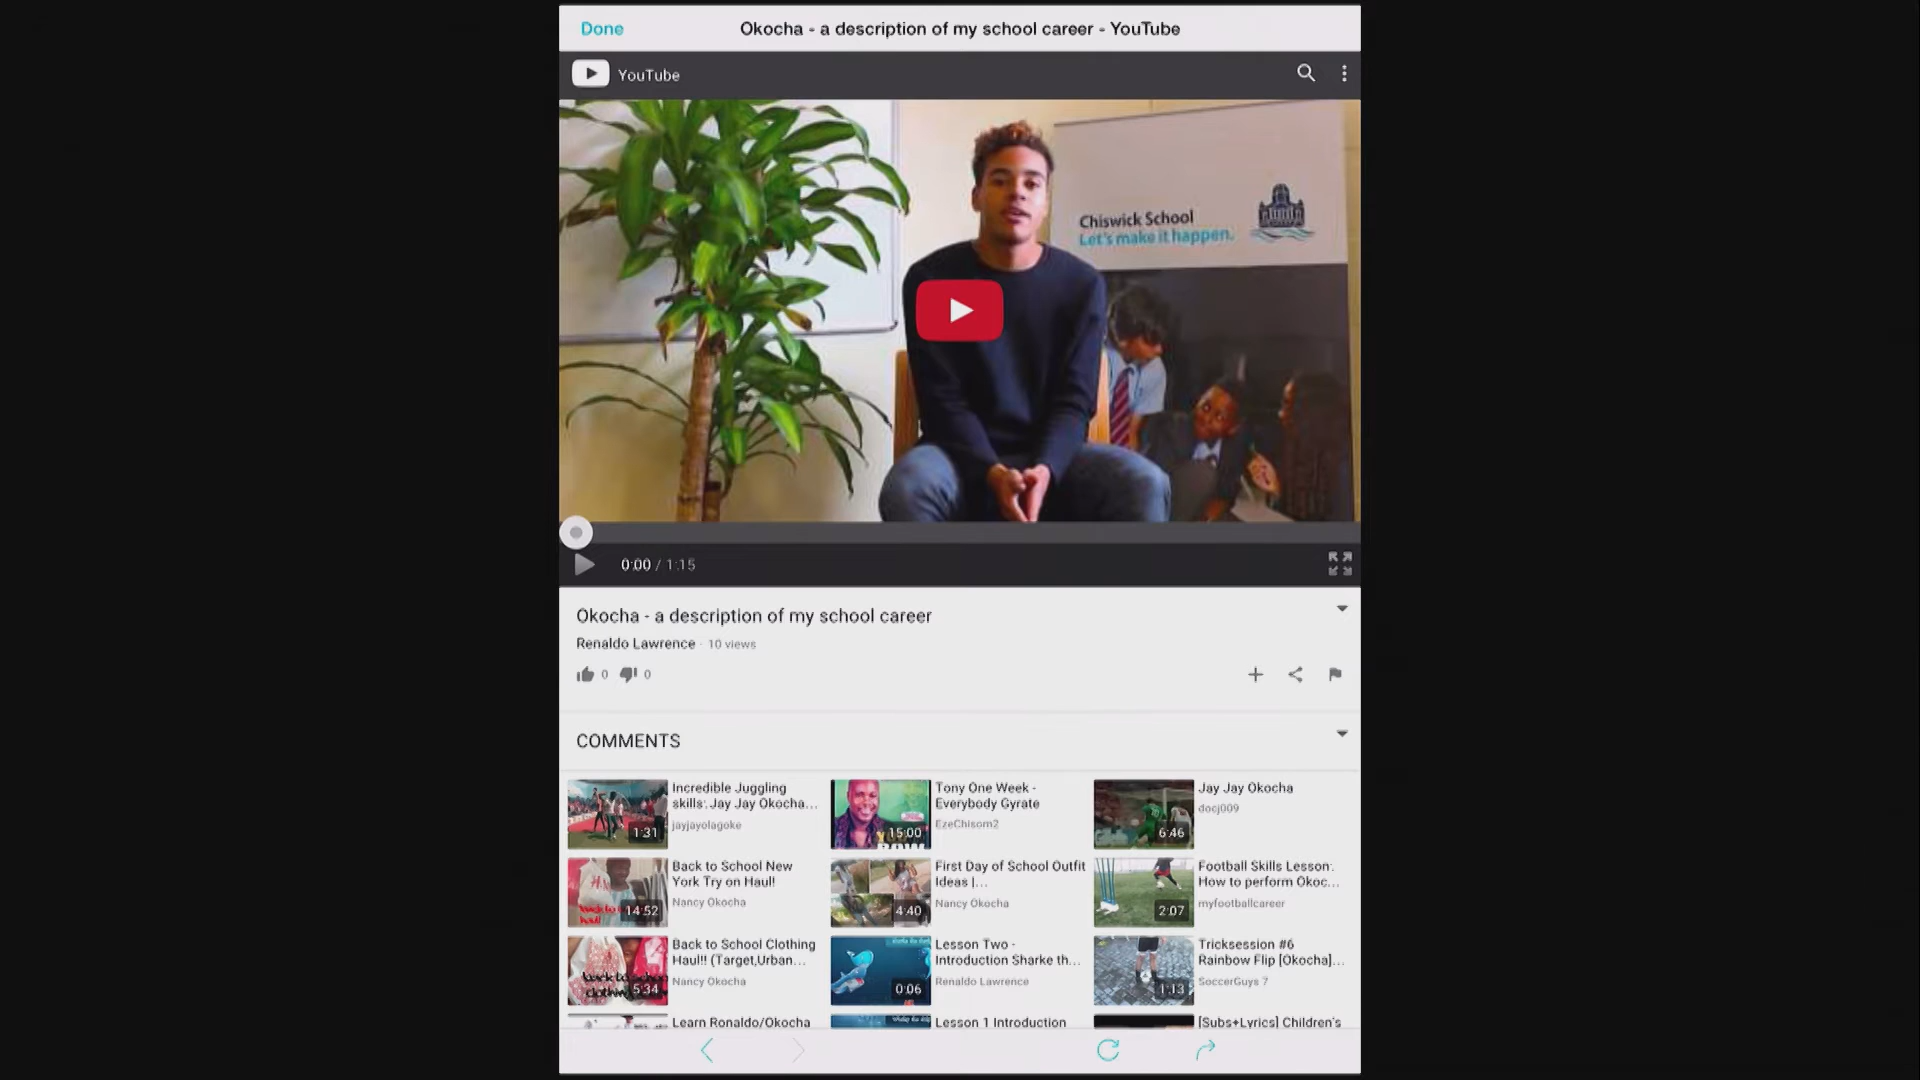 Done
Okocha - a description of my school career - YouTube
YouTube
Chiswick School
Let's make it happen.
0:00 / 1:15
Okocha - a description of my school career
Renaldo Lawrence · 10 views
0 0
COMMENTS
Incredible Juggling
skills: Jay Jay Okocha...
jayjayolagoke
1:31
Tony One Week -
Everybody Gyrate
EzeChisom2
15:00
Jay Jay Okocha
docj009
6:46
Back to School New
York Try on Haul!
Nancy Okocha
14:52
First Day of School Outfit
Ideas |...
Nancy Okocha
4:40
Football Skills Lesson:
How to perform Okoc...
myfootballcareer
2:07
Back to School Clothing
Haul!! (Target,Urban...
Nancy Okocha
back to school
clothing
5:34
Lesson Two -
Introduction Sharke th...
Renaldo Lawrence
0:06
Tricksession #6
Rainbow Flip [Okocha]...
SoccerGuys 7
1:13
Learn Ronaldo/Okocha
Lesson 1 Introduction
[Subs+Lyrics] Children's